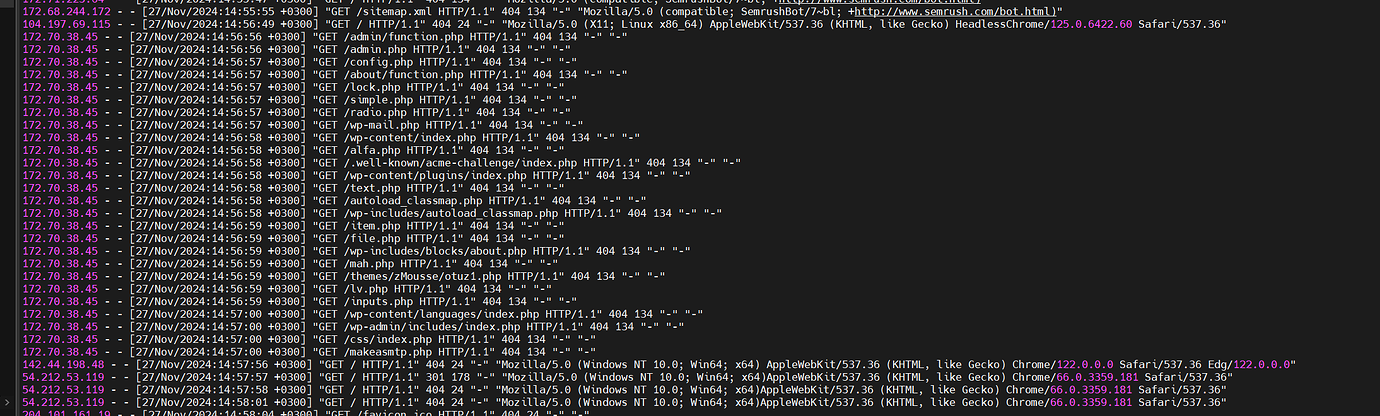 172.68.244.172 - - [27/Nov/2024:14:55:55 +0300] "GET /sitemap.xml HTTP/1.1" 404 134 "-" "Mozilla/5.0 (compatible; SemrushBot/7~bl; +http://www.semrush.com/bot.html)"
104.197.69.115 - - [27/Nov/2024:14:56:49 +0300] "GET / HTTP/1.1" 404 24 "-" "Mozilla/5.0 (X11; Linux x86_64) AppleWebKit/537.36 (KHTML, like Gecko) HeadlessChrome/125.0.6422.60 Safari/537.36"
172.70.38.45 - - [27/Nov/2024:14:56:56 +0300] "GET /admin/function.php HTTP/1.1" 404 134 "-" "-"
172.70.38.45 - - [27/Nov/2024:14:56:56 +0300] "GET /admin.php HTTP/1.1" 404 134 "-" "-"
172.70.38.45 - - [27/Nov/2024:14:56:57 +0300] "GET /config.php HTTP/1.1" 404 134 "-" "-"
172.70.38.45 - - [27/Nov/2024:14:56:57 +0300] "GET /about/function.php HTTP/1.1" 404 134 "-" "-"
172.70.38.45 - - [27/Nov/2024:14:56:57 +0300] "GET /lock.php HTTP/1.1" 404 134 "-" "-"
172.70.38.45 - - [27/Nov/2024:14:56:57 +0300] "GET /simple.php HTTP/1.1" 404 134 "-" "-"
172.70.38.45 - - [27/Nov/2024:14:56:57 +0300] "GET /radio.php HTTP/1.1" 404 134 "-" "-"
172.70.38.45 - - [27/Nov/2024:14:56:57 +0300] "GET /wp-mail.php HTTP/1.1" 404 134 "-" "-"
172.70.38.45 - - [27/Nov/2024:14:56:58 +0300] "GET /wp-content/index.php HTTP/1.1" 404 134 "-" "-"
172.70.38.45 - - [27/Nov/2024:14:56:58 +0300] "GET /alfa.php HTTP/1.1" 404 134 "-" "-"
172.70.38.45 - - [27/Nov/2024:14:56:58 +0300] "GET /.well-known/acme-challenge/index.php HTTP/1.1" 404 134 "-" "-"
172.70.38.45 - - [27/Nov/2024:14:56:58 +0300] "GET /wp-content/plugins/index.php HTTP/1.1" 404 134 "-" "-"
172.70.38.45 - - [27/Nov/2024:14:56:58 +0300] "GET /text.php HTTP/1.1" 404 134 "-" "-"
172.70.38.45 - - [27/Nov/2024:14:56:58 +0300] "GET /autoload_classmap.php HTTP/1.1" 404 134 "-" "-"
172.70.38.45 - - [27/Nov/2024:14:56:58 +0300] "GET /wp-includes/autoload_classmap.php HTTP/1.1" 404 134 "-" "-"
172.70.38.45 - - [27/Nov/2024:14:56:59 +0300] "GET /item.php HTTP/1.1" 404 134 "-" "-"
172.70.38.45 - - [27/Nov/2024:14:56:59 +0300] "GET /file.php HTTP/1.1" 404 134 "-" "-"
172.70.38.45 - - [27/Nov/2024:14:56:59 +0300] "GET /wp-includes/blocks/about.php HTTP/1.1" 404 134 "-" "-"
172.70.38.45 - - [27/Nov/2024:14:56:59 +0300] "GET /mah.php HTTP/1.1" 404 134 "-" "-"
172.70.38.45 - - [27/Nov/2024:14:56:59 +0300] "GET /themes/zMousse/otuz1.php HTTP/1.1" 404 134 "-" "-"
172.70.38.45 - - [27/Nov/2024:14:56:59 +0300] "GET /lv.php HTTP/1.1" 404 134 "-" "-"
172.70.38.45 - - [27/Nov/2024:14:56:59 +0300] "GET /inputs.php HTTP/1.1" 404 134 "-" "-"
172.70.38.45 - - [27/Nov/2024:14:57:00 +0300] "GET /wp-content/languages/index.php HTTP/1.1" 404 134 "-" "-"
172.70.38.45 - - [27/Nov/2024:14:57:00 +0300] "GET /wp-admin/includes/index.php HTTP/1.1" 404 134 "-" "-"
172.70.38.45 - - [27/Nov/2024:14:57:00 +0300] "GET /css/index.php HTTP/1.1" 404 134 "-" "-"
172.70.38.45 - - [27/Nov/2024:14:57:00 +0300] "GET /makeasmtp.php HTTP/1.1" 404 134 "-" "-"
142.44.198.48 - - [27/Nov/2024:14:57:56 +0300] "GET / HTTP/1.1" 404 24 "-" "Mozilla/5.0 (Windows NT 10.0; Win64; x64) AppleWebKit/537.36 (KHTML, like Gecko) Chrome/122.0.0.0 Safari/537.36 Edg/122.0.0.0"
54.212.53.119 - - [27/Nov/2024:14:57:57 +0300] "GET / HTTP/1.1" 301 178 "-" "Mozilla/5.0 (Windows NT 10.0; Win64; x64)AppleWebKit/537.36 (KHTML, like Gecko) Chrome/66.0.3359.181 Safari/537.36"
54.212.53.119 - - [27/Nov/2024:14:57:58 +0300] "GET / HTTP/1.1" 404 24 "-" "Mozilla/5.0 (Windows NT 10.0; Win64; x64)AppleWebKit/537.36 (KHTML, like Gecko) Chrome/66.0.3359.181 Safari/537.36"
54.212.53.119 - - [27/Nov/2024:14:58:01 +0300] "GET / HTTP/1.1" 404 24 "-" "Mozilla/5.0 (Windows NT 10.0; Win64; x64)AppleWebKit/537.36 (KHTML, like Gecko) Chrome/66.0.3359.181 Safari/537.36"
204.101.161.19 - - [27/Nov/2024:14:58:04 +0300] "GET /favicon.ico HTTP/1.1" 404 24 "-" "-"